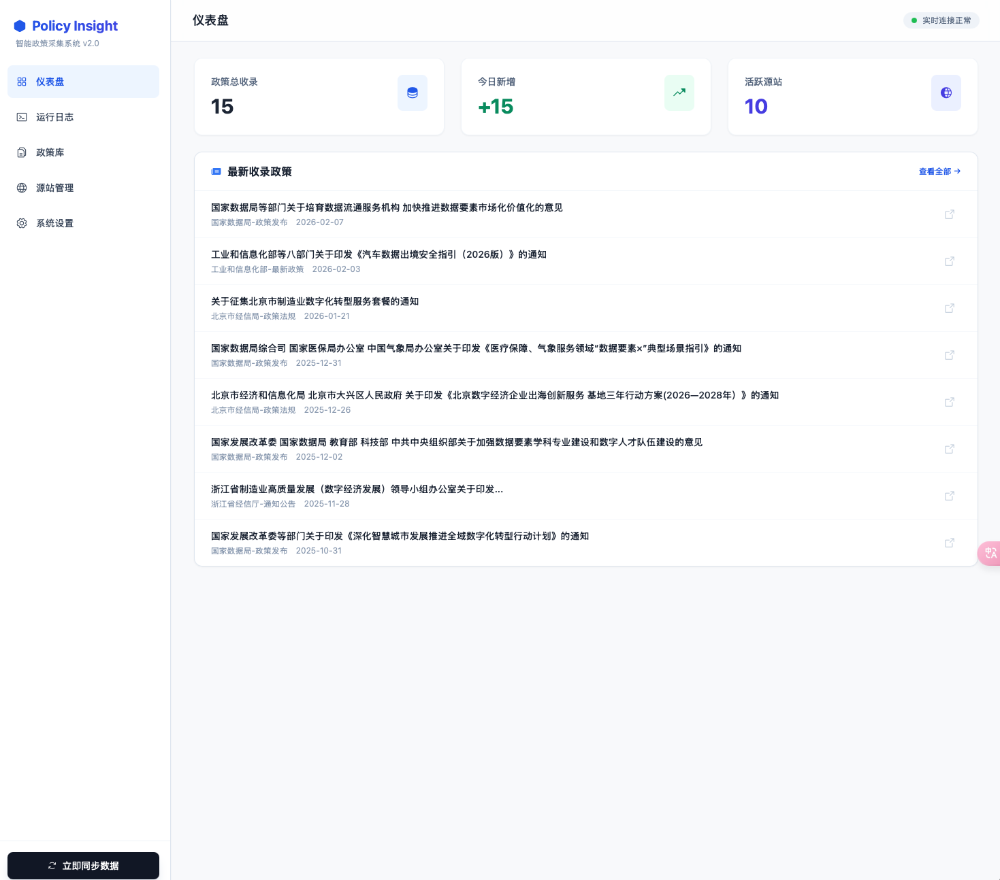 Policy Insight
智能政策采集系统 v2.0
仪表盘
运行日志
政策库
源站管理
系统设置
立即同步数据
仪表盘
实时连接正常
政策总收录
15
今日新增
+15
活跃源站
10
最新收录政策
查看全部 →
国家数据局等部门关于培育数据流通服务机构 加快推进数据要素市场化价值化的意见
国家数据局-政策发布 2026-02-07
工业和信息化部等八部门关于印发《汽车数据出境安全指引（2026版）》的通知
工业和信息化部-最新政策 2026-02-03
关于征集北京市制造业数字化转型服务套餐的通知
北京市经信局-政策法规 2026-01-21
国家数据局综合司 国家医保局办公室 中国气象局办公室关于印发《医疗保障、气象服务领域“数据要素×”典型场景指引》的通知
国家数据局-政策发布 2025-12-31
北京市经济和信息化局 北京市大兴区人民政府 关于印发《北京数字经济企业出海创新服务 基地三年行动方案(2026—2028年）》的通知
北京市经信局-政策法规 2025-12-26
国家发展改革委 国家数据局 教育部 科技部 中共中央组织部关于加强数据要素学科专业建设和数字人才队伍建设的意见
国家数据局-政策发布 2025-12-02
浙江省制造业高质量发展（数字经济发展）领导小组办公室关于印发...
浙江省经信厅-通知公告 2025-11-28
国家发展改革委等部门关于印发《深化智慧城市发展推进全域数字化转型行动计划》的通知
国家数据局-政策发布 2025-10-31
中A